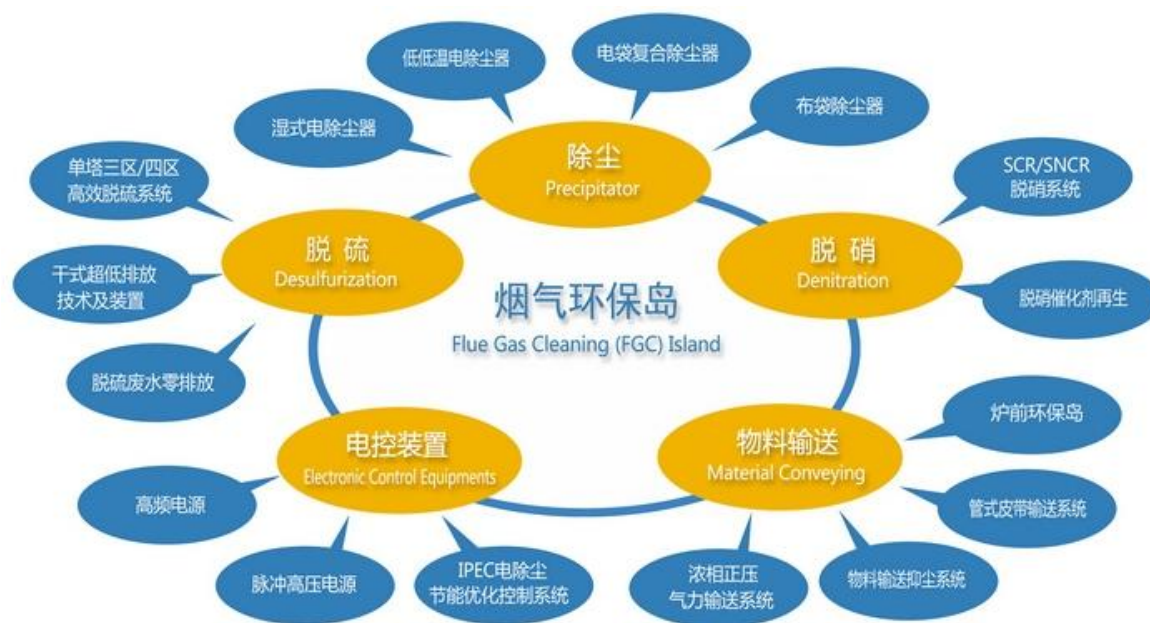 低低温电除尘器
电袋复合除尘器
湿式电除尘器
布袋除尘器
除尘
Precipitator
单塔三区/四区
高效脱硫系统
SCR/SNCR
脱硝系统
脱硫
Desulfurization
脱硝
Denitration
干式超低排放
技术及装置
烟气环保岛
Flue Gas Cleaning (FGC) Island
脱硝催化剂再生
脱硫废水零排放
炉前环保岛
电控装置
Electronic Control Equipments
物料输送
Material Conveying
高频电源
管式皮带输送系统
脉冲高压电源
IPEC电除尘
节能优化控制系统
浓相正压
气力输送系统
物料输送抑尘系统